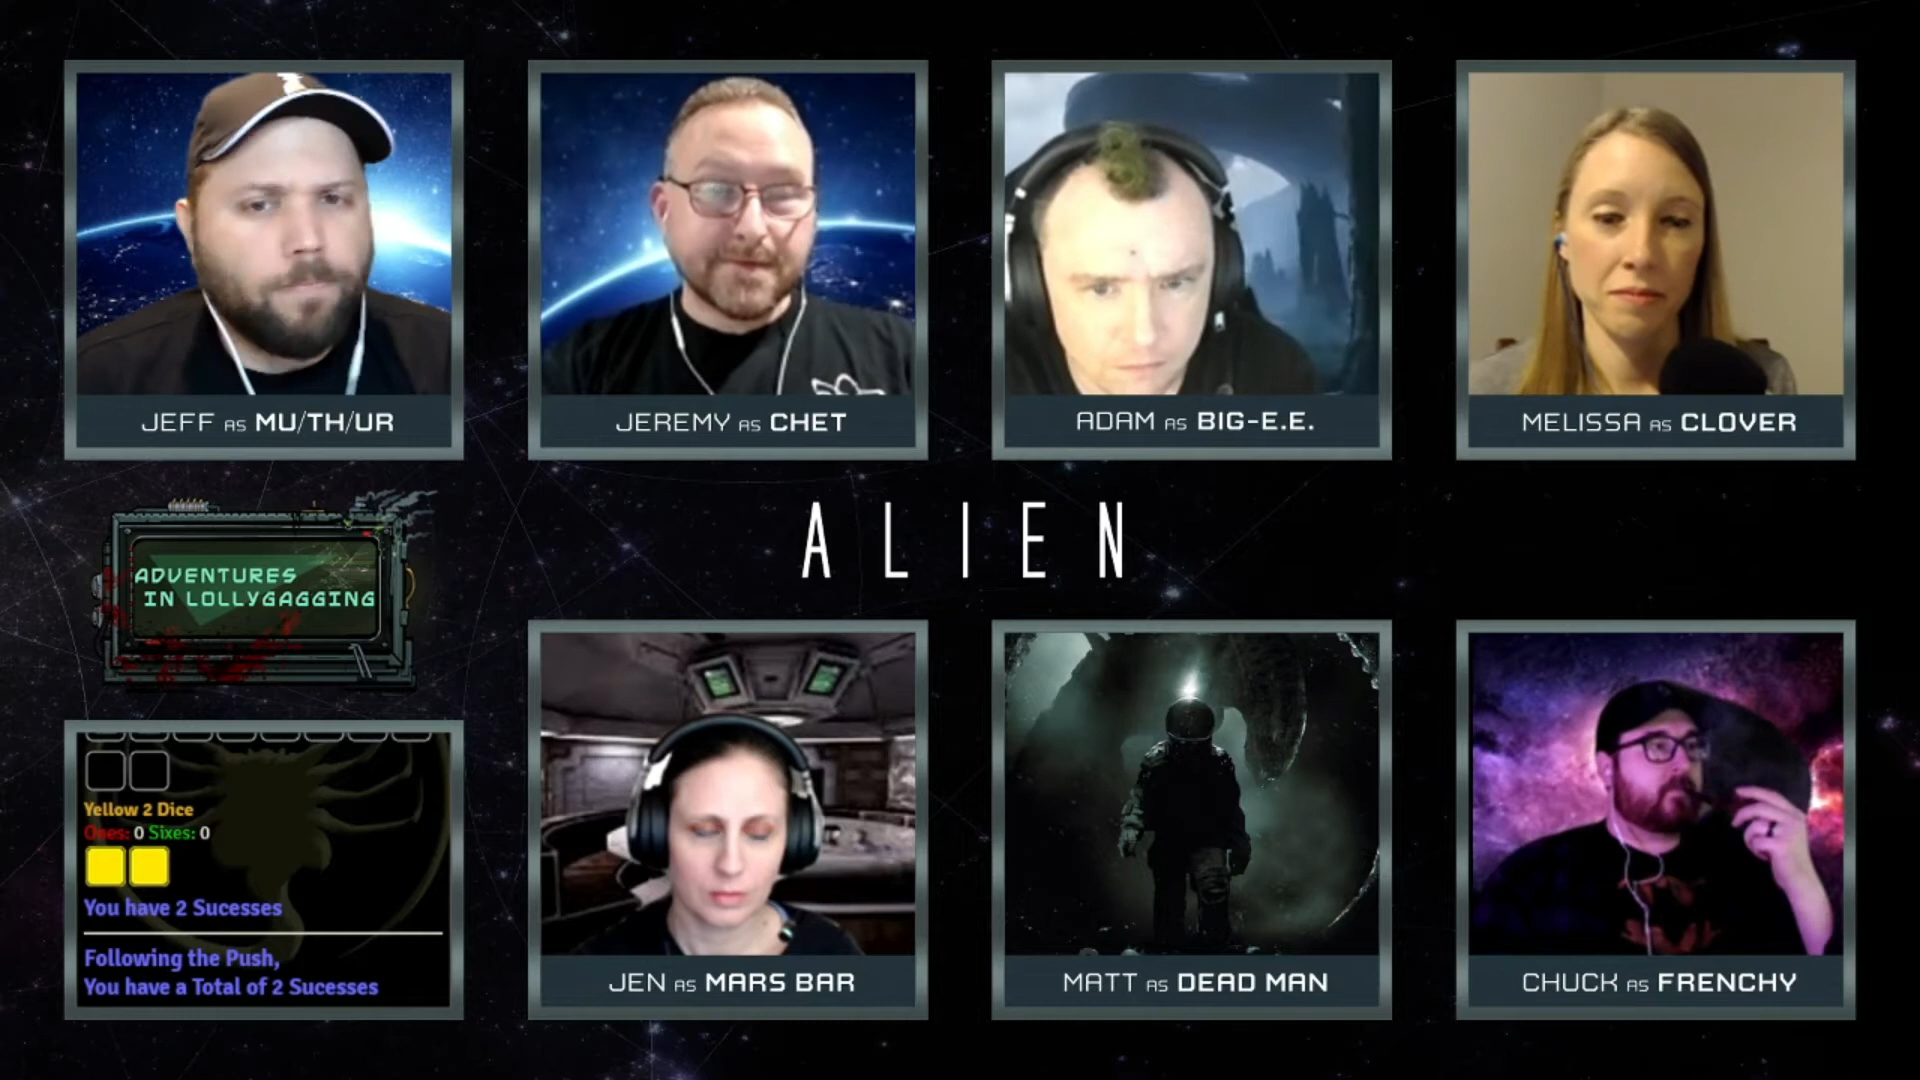 JEFF AS MU/TH/UR
JEREMY AS CHET
ADAM AS BIG-E.E.
MELISSA AS CLOVER
ADVENTURES
IN LOLLYGAGGING
ALIEN
Yellow 2 Dice
Ones: 0 Sixes: 0
You have 2 Sucesses
Following the Push,
You have a Total of 2 Sucesses
JEN AS MARS BAR
MATT AS DEAD MAN
CHUCK AS FRENCHY